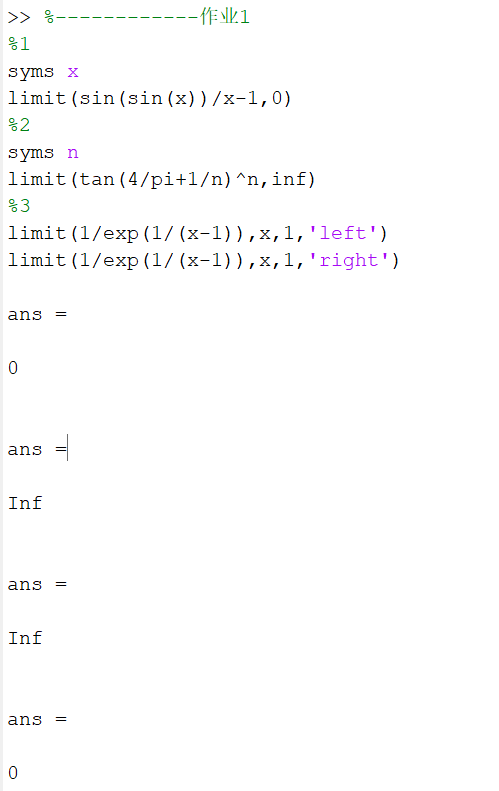 >> %------------作业1
%1
syms x
limit(sin(sin(x))/x-1,0)
%2
syms n
limit(tan(4/pi+1/n)^n,inf)
%3
limit(1/exp(1/(x-1)),x,1,'left')
limit(1/exp(1/(x-1)),x,1,'right')
ans =
0
ans =
Inf
ans =
Inf
ans =
0